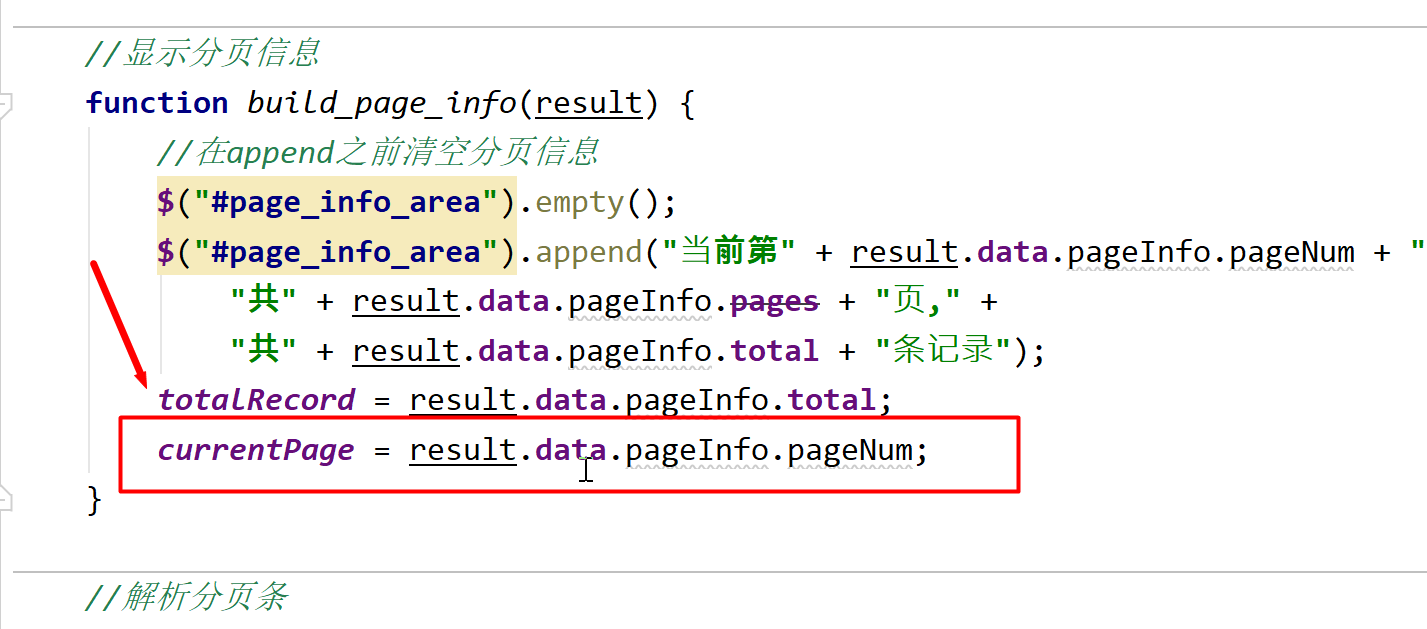 //显示分页信息
function build_page_info(result) {
//在append之前清空分页信息
$("#page_info_area").empty();
$("#page_info_area").append("当前第" + result.data.pageInfo.pageNum + "
"共" + result.data.pageInfo.pages + "页," +
"共" + result.data.pageInfo.total + "条记录");
totalRecord = result.data.pageInfo.total;
currentPage = result.data.pageInfo.pageNum;
}
//解析分页条